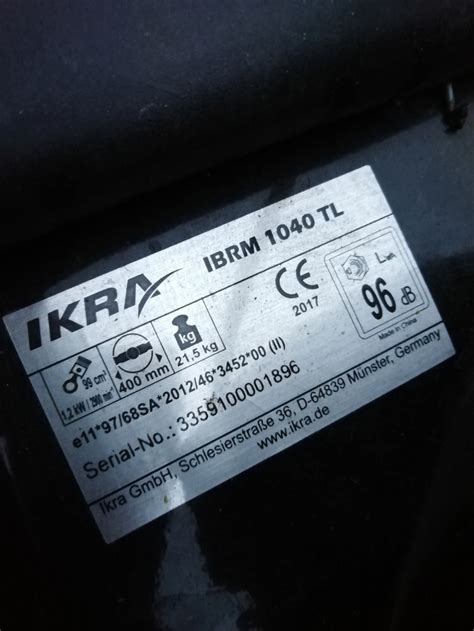 IKRA
IBRM 1040 TL
99 cm³
1.2 kW / 2900 min⁻¹
400 mm
kg
21.5 kg
CE
2017
96 dB
Made in China
e11*97/68SA*2012/46*3452*00 (II)
Serial-No.: 3359100001896
Ikra GmbH, Schlesierstraße 36, D-64839 Münster, Germany
www.ikra.de